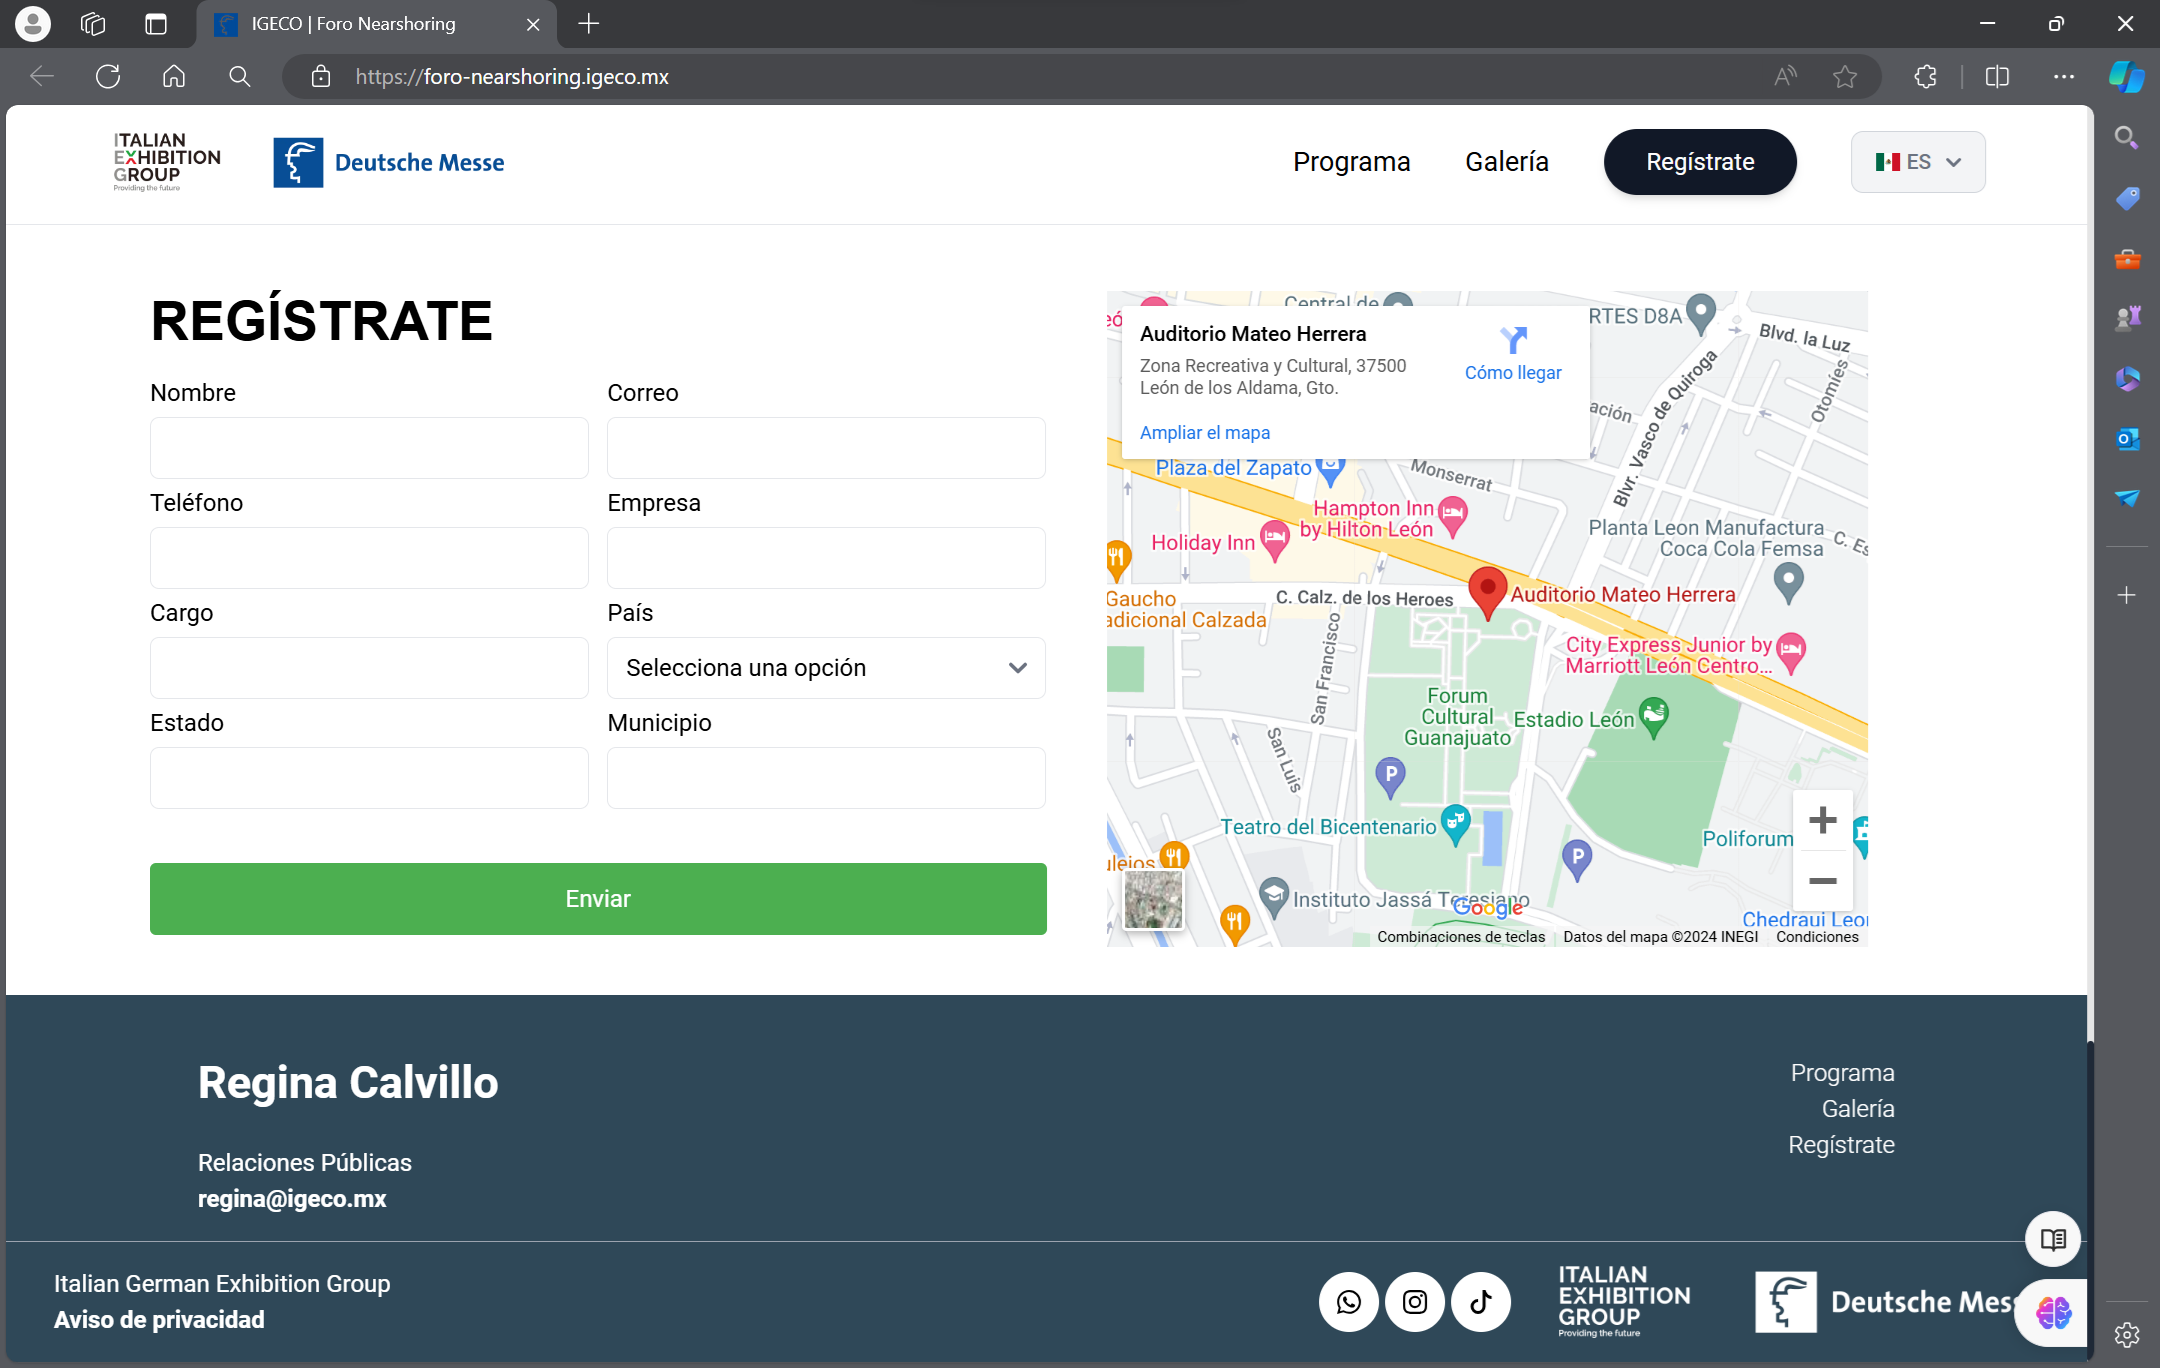 IGECO | Foro Nearshoring
https://foro-nearshoring.igeco.mx
ITALIAN
EXHIBITION
GROUP
Providing the future
Deutsche Messe
Programa
Galería
Regístrate
ES
REGÍSTRATE
Nombre
Correo
Teléfono
Empresa
Cargo
País
Selecciona una opción
Estado
Municipio
Enviar
Central de
Auditorio Mateo Herrera
Zona Recreativa y Cultural, 37500
León de los Aldama, Gto.
Cómo llegar
Ampliar el mapa
RTES D8A
Blvd. la Luz
Blvr. Vasco de Quiroga
Otomíes
ación
Monserrat
Plaza del Zapato
Hampton Inn
by Hilton León
Holiday Inn
Planta Leon Manufactura
Coca Cola Femsa
C. Es
Gaucho
adicional Calzada
C. Calz. de los Heroes
Auditorio Mateo Herrera
San Francisco
City Express Junior by
Marriott León Centro...
Forum
Cultural
Guanajuato
Estadio León
San Luis
P
Teatro del Bicentenario
Poliforum
P
ulejos
Instituto Jassá Teresiano
Google
Chedraui Leon
Combinaciones de teclas
Datos del mapa ©2024 INEGI
Condiciones
Regina Calvillo
Relaciones Públicas
regina@igeco.mx
Programa
Galería
Regístrate
Italian German Exhibition Group
Aviso de privacidad
ITALIAN
EXHIBITION
GROUP
Providing the future
Deutsche Mes